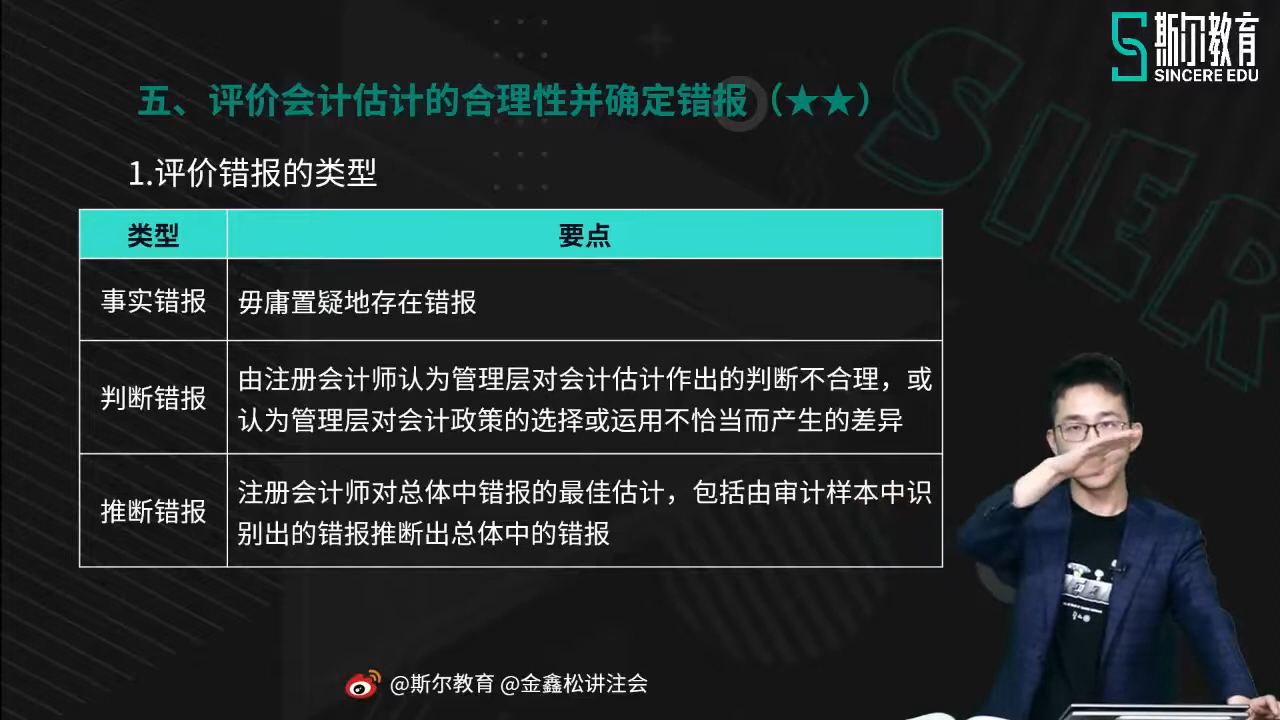 斯尔教育
SINCERE EDU
五、评价会计估计的合理性并确定错报（★★）
1.评价错报的类型
类型
要点
事实错报
毋庸置疑地存在错报
判断错报
由注册会计师认为管理层对会计估计作出的判断不合理，或
认为管理层对会计政策的选择或运用不恰当而产生的差异
推断错报
注册会计师对总体中错报的最佳估计，包括由审计样本中识
别出的错报推断出总体中的错报
@斯尔教育 @金鑫松讲注会
SIER